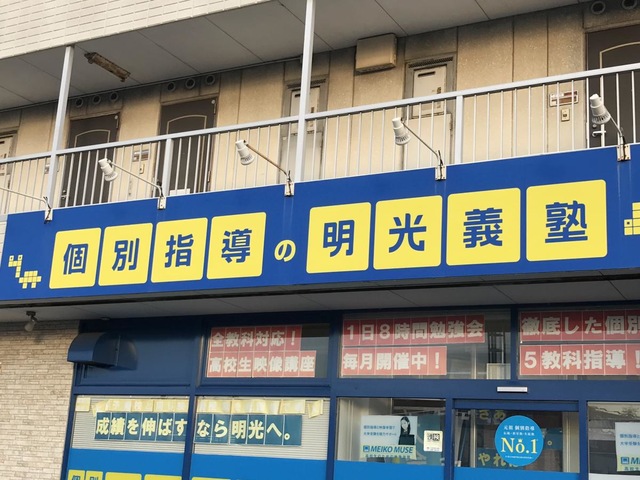 個別指導の明光義塾
全教科対応!
高校生映像講座
1日8時間勉強会
毎月開催中!
徹底した個別
5教科指導
成績を伸ばすなら明光へ。
MEIKO MUSE
No.1